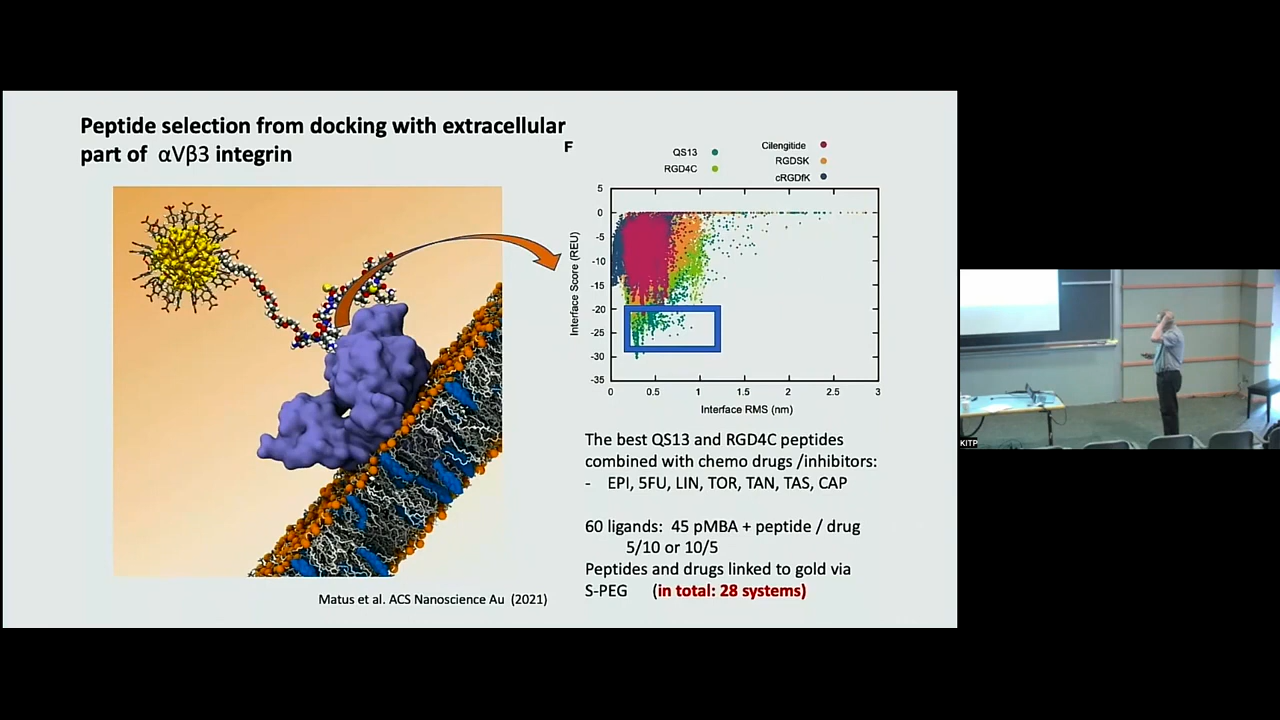 Peptide selection from docking with extracellular
part of αVβ3 integrin
F
QS13
RGD4C
Cilengitide
RGDSK
cRGDfK
5
0
-5
-10
-15
-20
-25
-30
-35
Interface Score (REU)
0 0.5 1 1.5 2 2.5 3
Interface RMS (nm)
The best QS13 and RGD4C peptides
combined with chemo drugs /inhibitors:
- EPI, 5FU, LIN, TOR, TAN, TAS, CAP
60 ligands: 45 pMBA + peptide / drug
5/10 or 10/5
Peptides and drugs linked to gold via
S-PEG (in total: 28 systems)
Matus et al. ACS Nanoscience Au (2021)
KITP